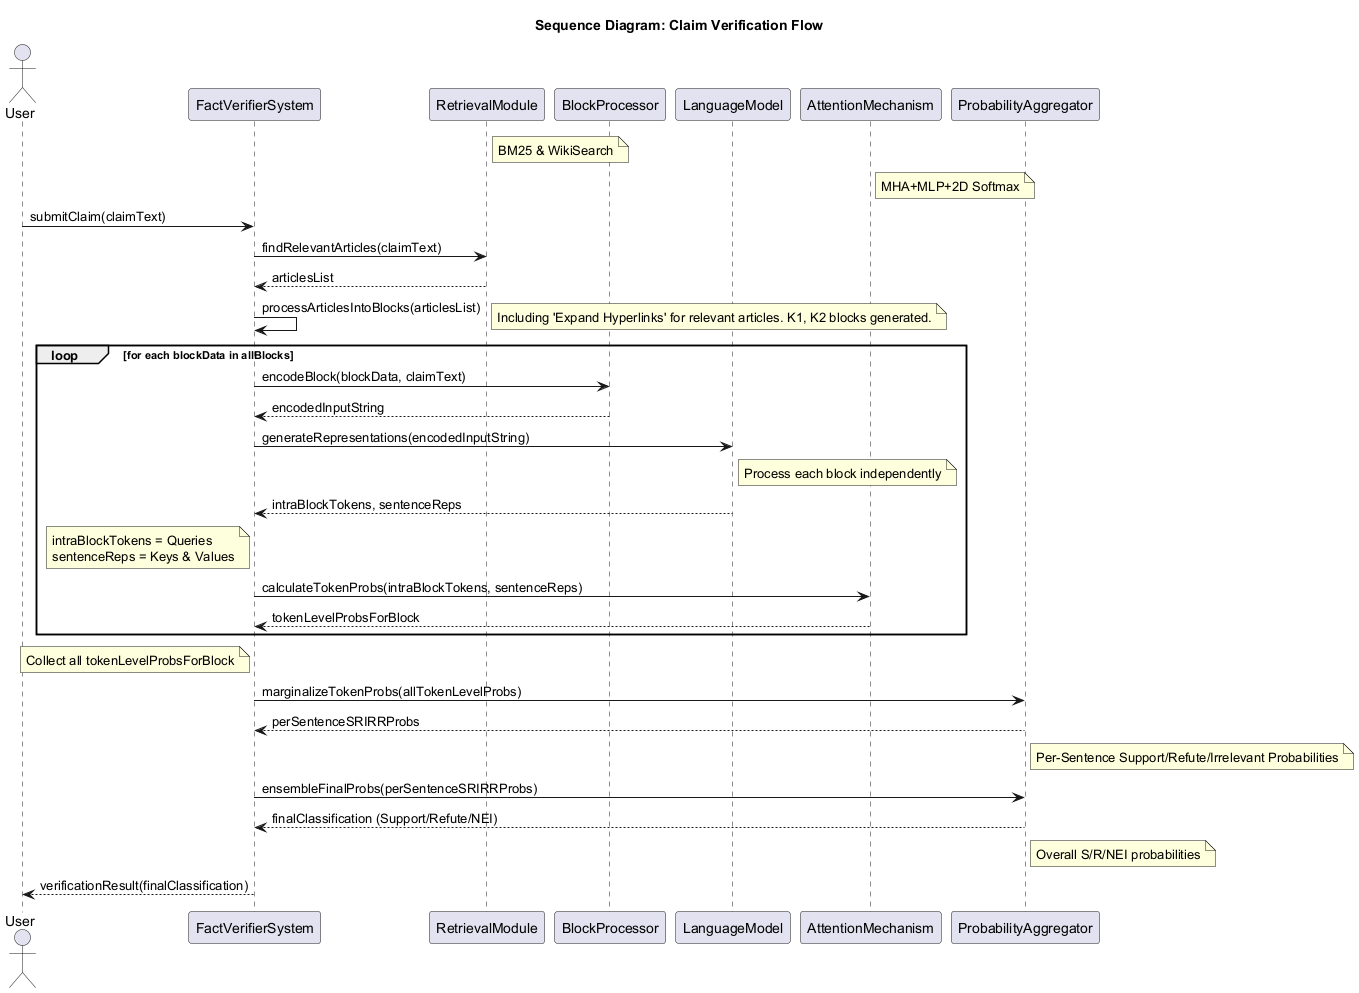 Sequence Diagram: Claim Verification Flow
User
FactVerifierSystem
RetrievalModule
BlockProcessor
LanguageModel
AttentionMechanism
ProbabilityAggregator
BM25 & WikiSearch
MHA+MLP+2D Softmax
submitClaim(claimText)
findRelevantArticles(claimText)
articlesList
processArticlesIntoBlocks(articlesList)
Including 'Expand Hyperlinks' for relevant articles. K1, K2 blocks generated.
loop
[for each blockData in allBlocks]
encodeBlock(blockData, claimText)
encodedInputString
generateRepresentations(encodedInputString)
Process each block independently
intraBlockTokens, sentenceReps
intraBlockTokens = Queries
sentenceReps = Keys & Values
calculateTokenProbs(intraBlockTokens, sentenceReps)
tokenLevelProbsForBlock
Collect all tokenLevelProbsForBlock
marginalizeTokenProbs(allTokenLevelProbs)
perSentenceSRIRRProbs
Per-Sentence Support/Refute/Irrelevant Probabilities
ensembleFinalProbs(perSentenceSRIRRProbs)
finalClassification (Support/Refute/NEI)
Overall S/R/NEI probabilities
verificationResult(finalClassification)
User
FactVerifierSystem
RetrievalModule
BlockProcessor
LanguageModel
AttentionMechanism
ProbabilityAggregator